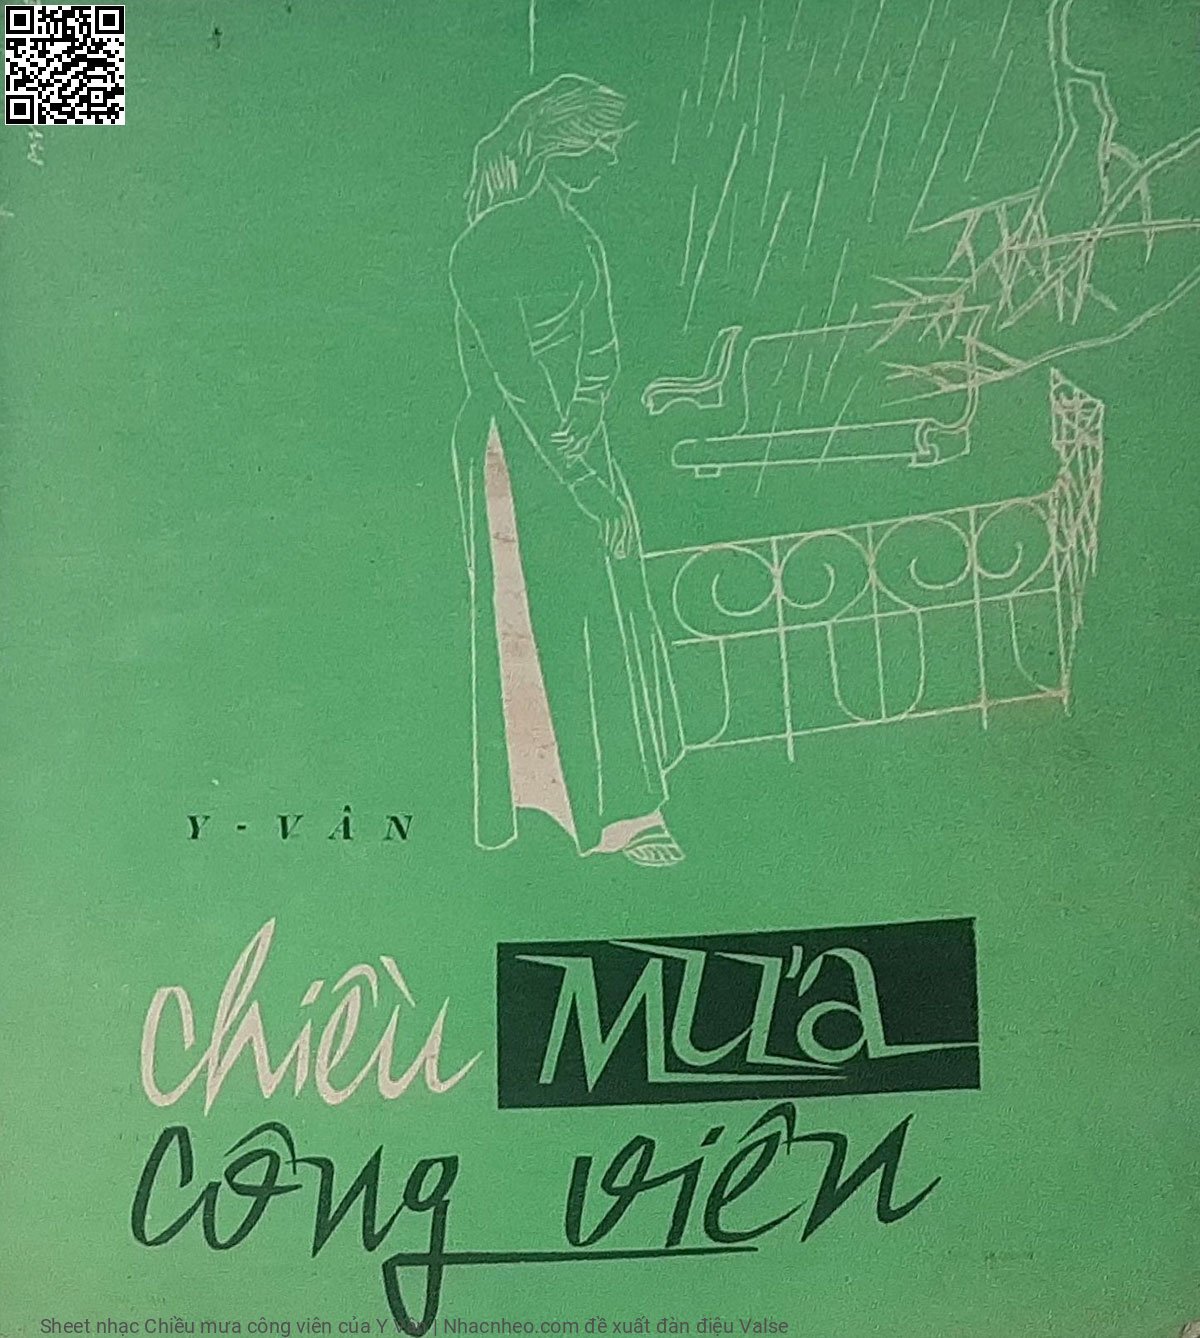 Y - VÂN
chiều MƯA
công viên
Sheet nhạc Chiều mưa công viên của Y Vân | Nhacnheo.com đề xuất đàn điệu Valse